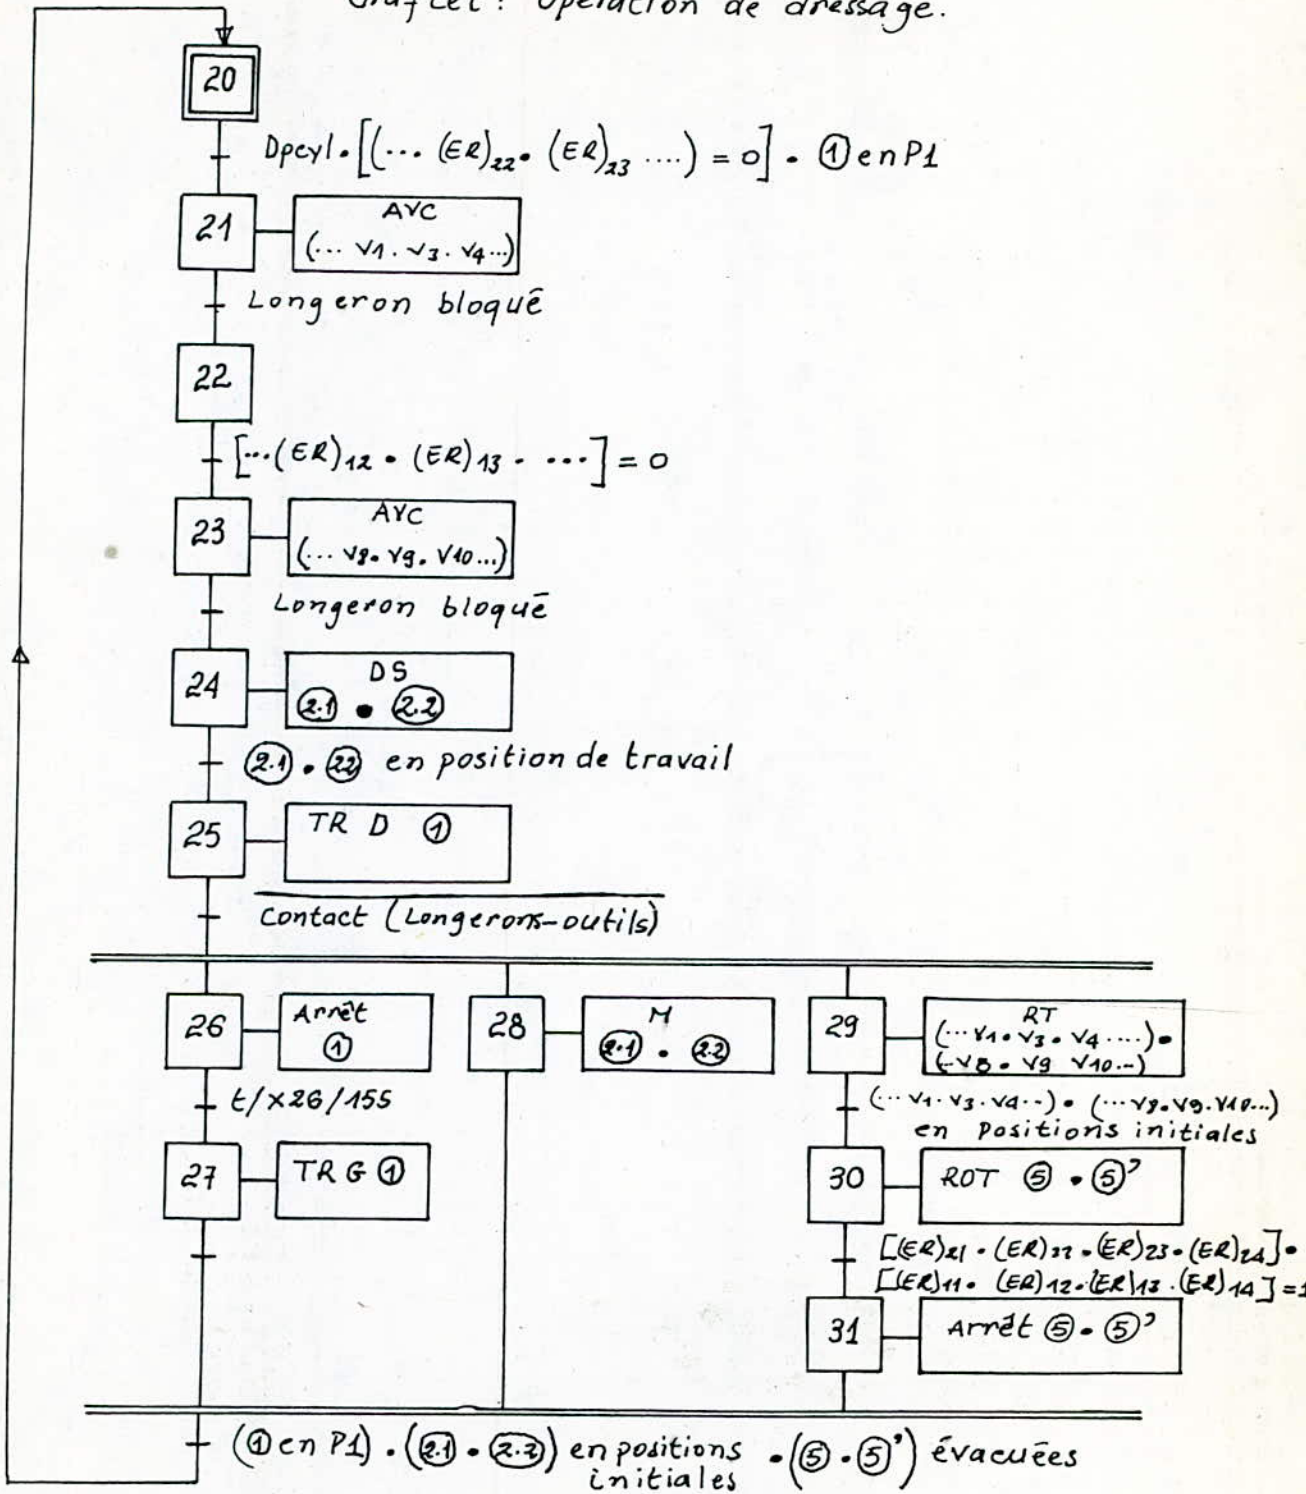 Grafcet : Opération de dressage.
20
Dpcyl . [(... (ER)22 . (ER)23 ....) = 0] . ① en P1
21
AVC
(... V1 . V3 . V4 ...)
Longeron bloqué
22
[... (ER)12 . (ER)13 . ....] = 0
23
AVC
(... V8 . V9 . V10 ...)
Longeron bloqué
24
DS
(2.1) . (2.2)
(2.1) . (22) en position de travail
25
TR D ①
Contact (Longerons-outils)
26
Arrêt
①
28
M
(2.1) . (2.2)
29
RT
(... V1 . V3 . V4 ....) .
(..V8 . V9 V10 ..)
t/X26/155
(... V1 . V3 . V4 ..) . (... V8 . V9 . V10 ...)
en Positions initiales
27
TR G ①
30
ROT ⑤ . ⑤'
[(ER)21 . (ER)22 . (ER)23 . (ER)24] .
[(ER)11 . (ER)12 . (ER)13 . (ER)14] = 1
31
Arrêt ⑤ . ⑤'
(① en P1) . ((2.1) . (2.2)) en positions . (⑤ . ⑤') évacuées
initiales